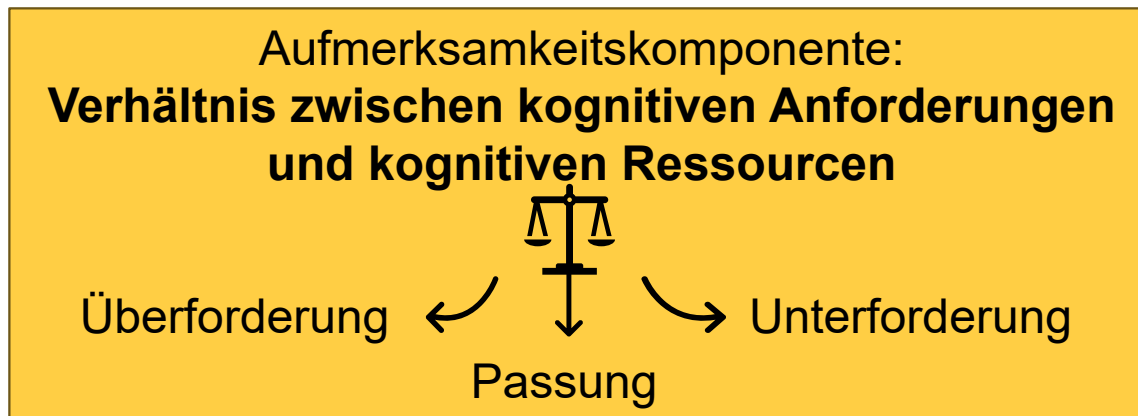 Aufmerksamkeitskomponente:
Verhältnis zwischen kognitiven Anforderungen
und kognitiven Ressourcen
Überforderung
Unterforderung
Passung